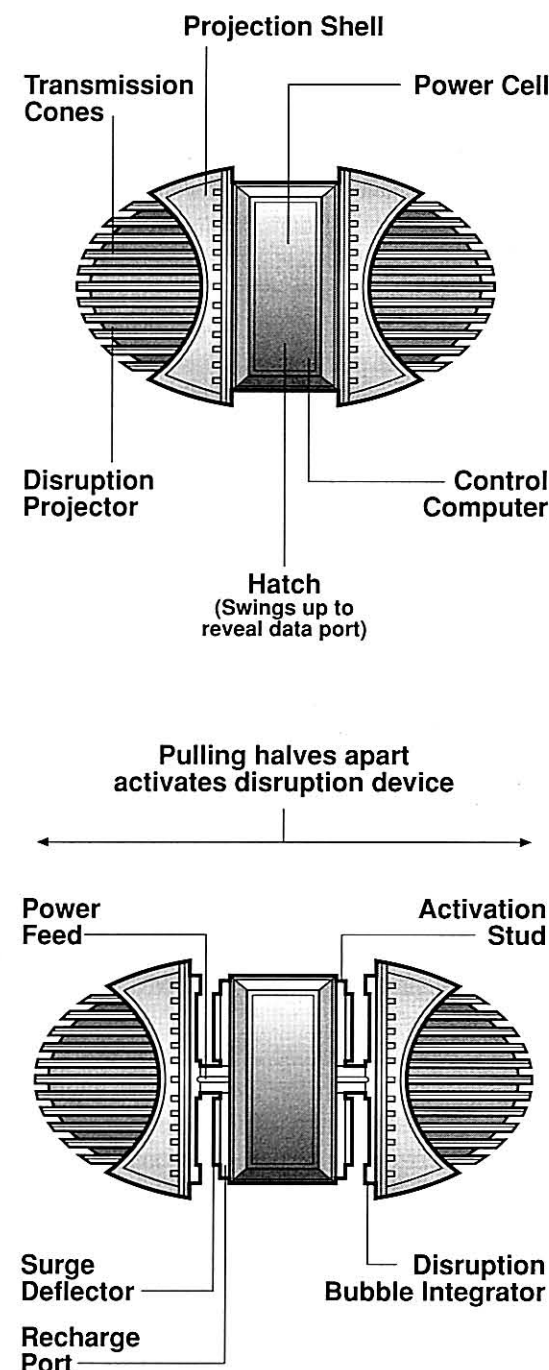 Projection Shell
Transmission
Cones
Power Cell
Disruption
Projector
Control
Computer
Hatch
(Swings up to
reveal data port)
Pulling halves apart
activates disruption device
Power
Feed
Activation
Stud
Surge
Deflector
Disruption
Bubble Integrator
Recharge
Port